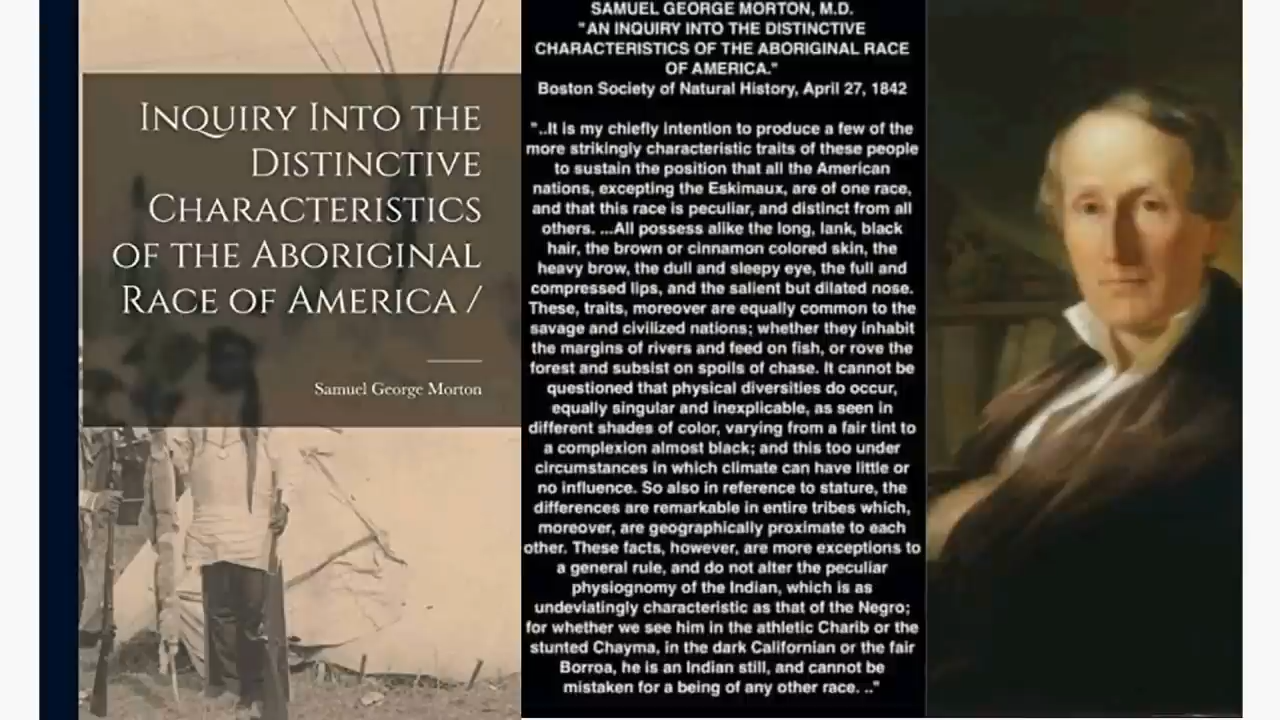 INQUIRY INTO THE
DISTINCTIVE
CHARACTERISTICS
OF THE ABORIGINAL
RACE OF AMERICA /
Samuel George Morton
SAMUEL GEORGE MORTON, M.D.
"AN INQUIRY INTO THE DISTINCTIVE
CHARACTERISTICS OF THE ABORIGINAL RACE
OF AMERICA."
Boston Society of Natural History, April 27, 1842
"..It is my chiefly intention to produce a few of the
more strikingly characteristic traits of these people
to sustain the position that all the American
nations, excepting the Eskimaux, are of one race,
and that this race is peculiar, and distinct from all
others. ...All possess alike the long, lank, black
hair, the brown or cinnamon colored skin, the
heavy brow, the dull and sleepy eye, the full and
compressed lips, and the salient but dilated nose.
These, traits, moreover are equally common to the
savage and civilized nations; whether they inhabit
the margins of rivers and feed on fish, or rove the
forest and subsist on spoils of chase. It cannot be
questioned that physical diversities do occur,
equally singular and inexplicable, as seen in
different shades of color, varying from a fair tint to
a complexion almost black; and this too under
circumstances in which climate can have little or
no influence. So also in reference to stature, the
differences are remarkable in entire tribes which,
moreover, are geographically proximate to each
other. These facts, however, are more exceptions to
a general rule, and do not alter the peculiar
physiognomy of the Indian, which is as
undeviatingly characteristic as that of the Negro;
for whether we see him in the athletic Charib or the
stunted Chayma, in the dark Californian or the fair
Borroa, he is an Indian still, and cannot be
mistaken for a being of any other race. .."